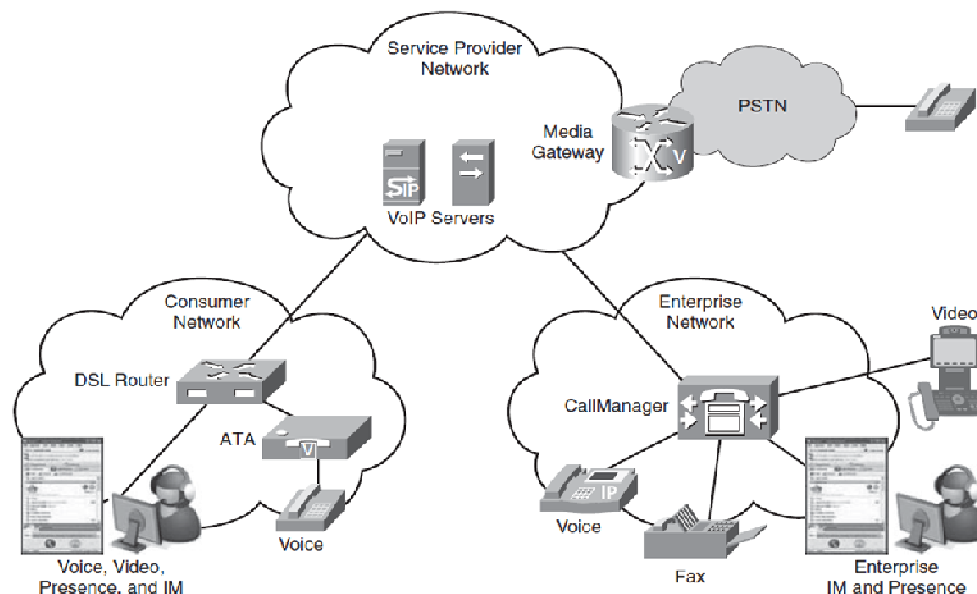 Service Provider
Network
PSTN
Media
Gateway
V
SIP
VoIP Servers
Consumer
Network
Enterprise
Network
Video
DSL Router
CallManager
ATA
V
IP
Voice
Voice
Fax
Voice, Video,
Presence, and IM
Enterprise
IM and Presence